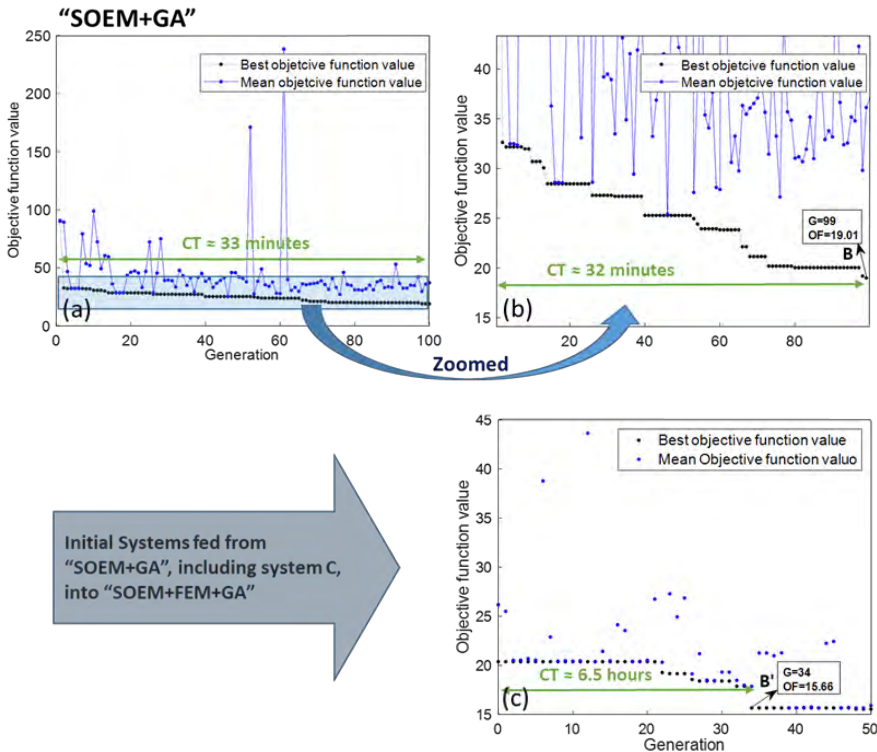 "SOEM+GA"
250
200
150
100
50
0
Objective function value
Best objetcive function value
Mean objetcive function value
CT = 33 minutes
(a)
0 20 40 60 80 100
Generation
40
35
30
25
20
15
Objective function value
Best objetcive function value
Mean objetcive function value
G=99
OF=19.01
B
CT = 32 minutes
(b)
20 40 60 80
Zoomed
Initial Systems fed from
"SOEM+GA", including system C,
into "SOEM+FEM+GA"
45
40
35
30
25
20
15
Objective function value
Best objective function value
Mean Objective function valuo
CT = 6.5 hours
B'
G=34
OF=15.66
(c)
0 10 20 30 40 50
Generation